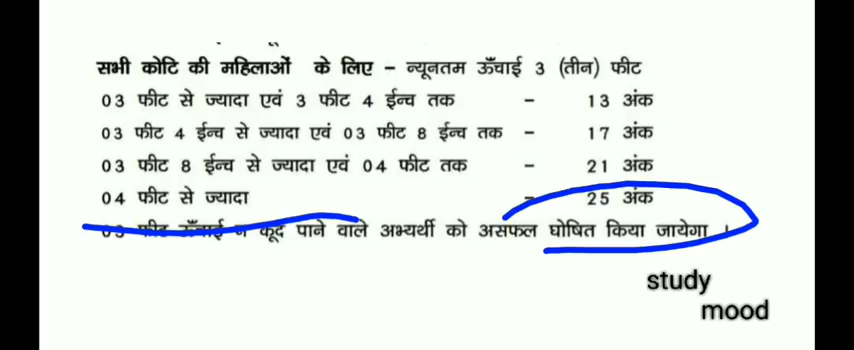 सभी कोटि की महिलाओं के लिए – न्यूनतम ऊँचाई 3 (तीन) फीट
03 फीट से ज्यादा एवं 3 फीट 4 ईन्च तक – 13 अंक
03 फीट 4 ईन्च से ज्यादा एवं 03 फीट 8 ईन्च तक – 17 अंक
03 फीट 8 ईन्च से ज्यादा एवं 04 फीट तक – 21 अंक
04 फीट से ज्यादा – 25 अंक
03 फीट ऊँचाई न कूद पाने वाले अभ्यर्थी को असफल घोषित किया जायेगा ।
study
mood